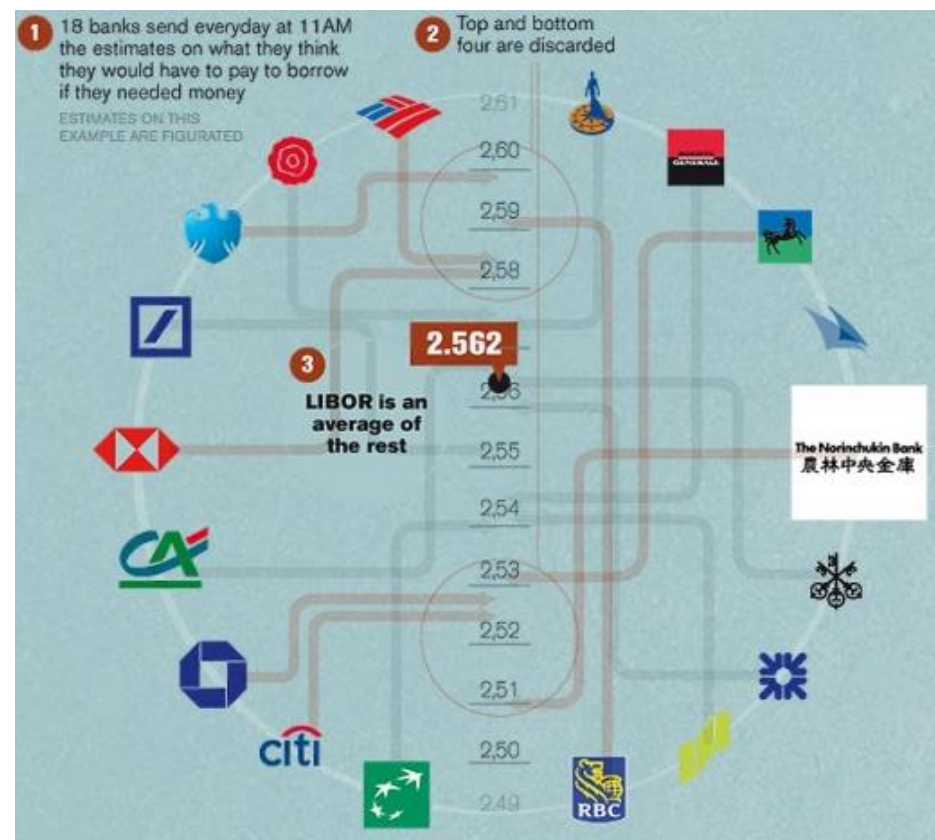 1
18 banks send everyday at 11AM
the estimates on what they think
they would have to pay to borrow
if they needed money
ESTIMATES ON THIS
EXAMPLE ARE FIGURATED
2
Top and bottom
four are discarded
2,61
2,60
2,59
2,58
2.562
3
LIBOR is an
average of
the rest
2,56
2,55
2,54
2,53
2,52
2,51
2,50
2,49
GENERALE
The Norinchukin Bank
農林中央金庫
citi
RBC